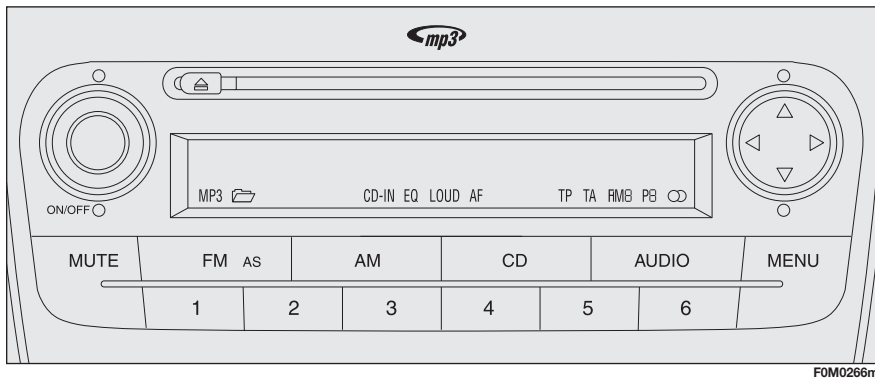 mp3
ON/OFF
MP3 CD-IN EQ LOUD AF TP TA AM8 P8
MUTE FM AS AM CD AUDIO MENU
1 2 3 4 5 6
F0M0266m